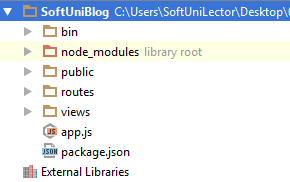 SoftUniBlog C:\Users\SoftUniLector\Desktop\
bin
node_modules library root
public
routes
views
app.js
package.json
External Libraries